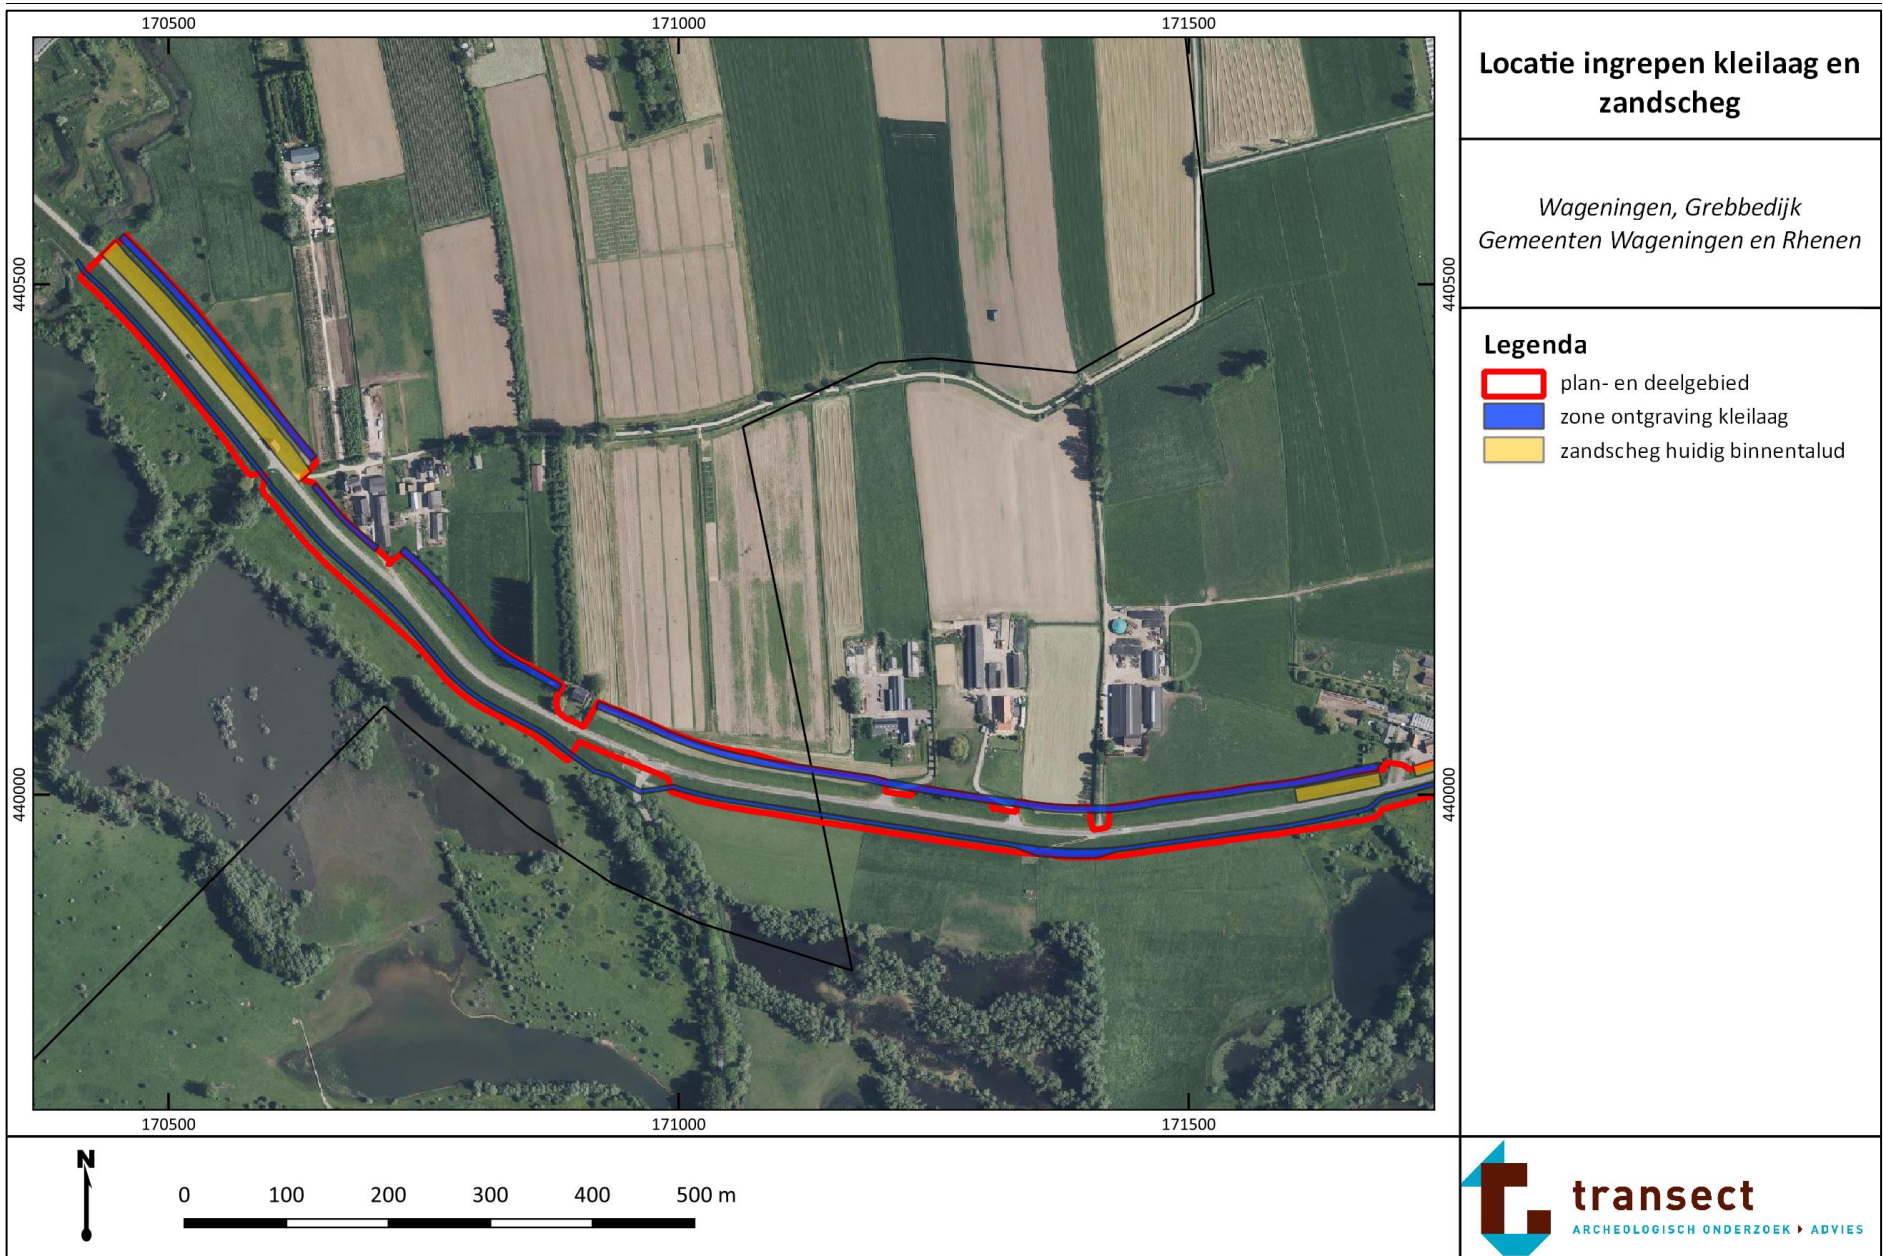 170500 171000 171500
Locatie ingrepen kleilaag en
zandscheg
Wageningen, Grebbedijk
Gemeenten Wageningen en Rhenen
440500
440500
Legenda
plan- en deelgebied
zone ontgraving kleilaag
zandscheg huidig binnentalud
440000
440000
170500 171000 171500
N
0 100 200 300 400 500 m
transect
ARCHEOLOGISCH ONDERZOEK ADVIES